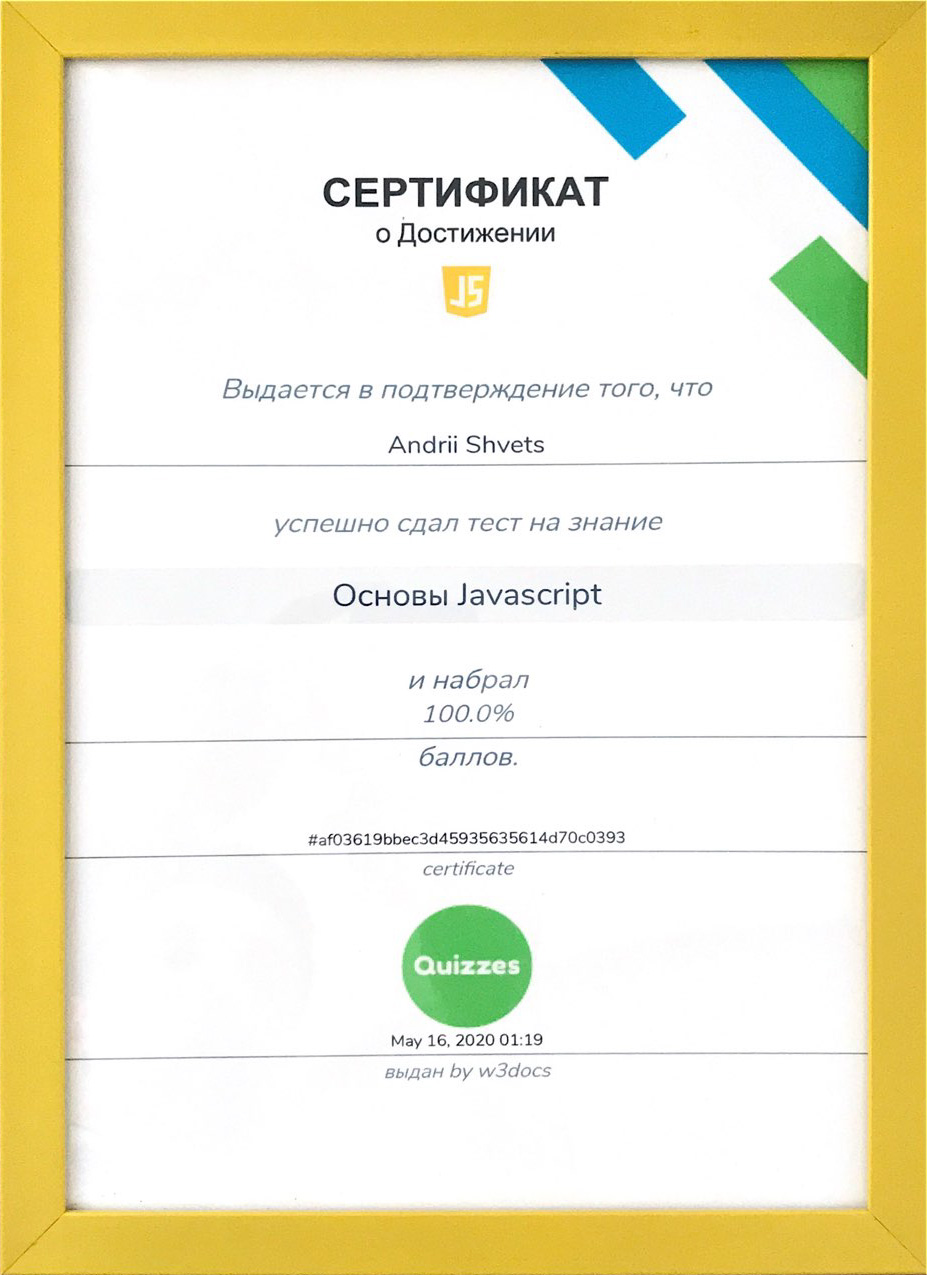 СЕРТИФИКАТ
о Достижении
JS
Выдается в подтверждение того, что
Andrii Shvets
успешно сдал тест на знание
Основы Javascript
и набрал
100.0%
баллов.
#af03619bbec3d45935635614d70c0393
certificate
Quizzes
May 16, 2020 01:19
выдан by w3docs